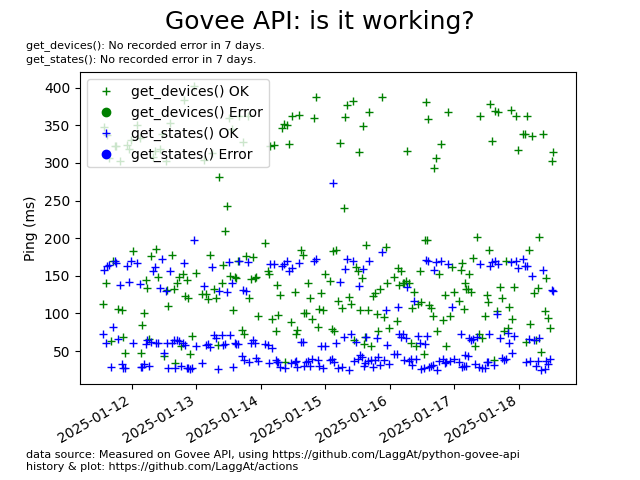 Govee API: is it working?
get_devices(): No recorded error in 7 days.
get_states(): No recorded error in 7 days.
get_devices() OK
get_devices() Error
get_states() OK
get_states() Error
Ping (ms)
400
350
300
250
200
150
100
50
2025-01-12
2025-01-13
2025-01-14
2025-01-15
2025-01-16
2025-01-17
2025-01-18
data source: Measured on Govee API, using https://github.com/LaggAt/python-govee-api
history & plot: https://github.com/LaggAt/actions